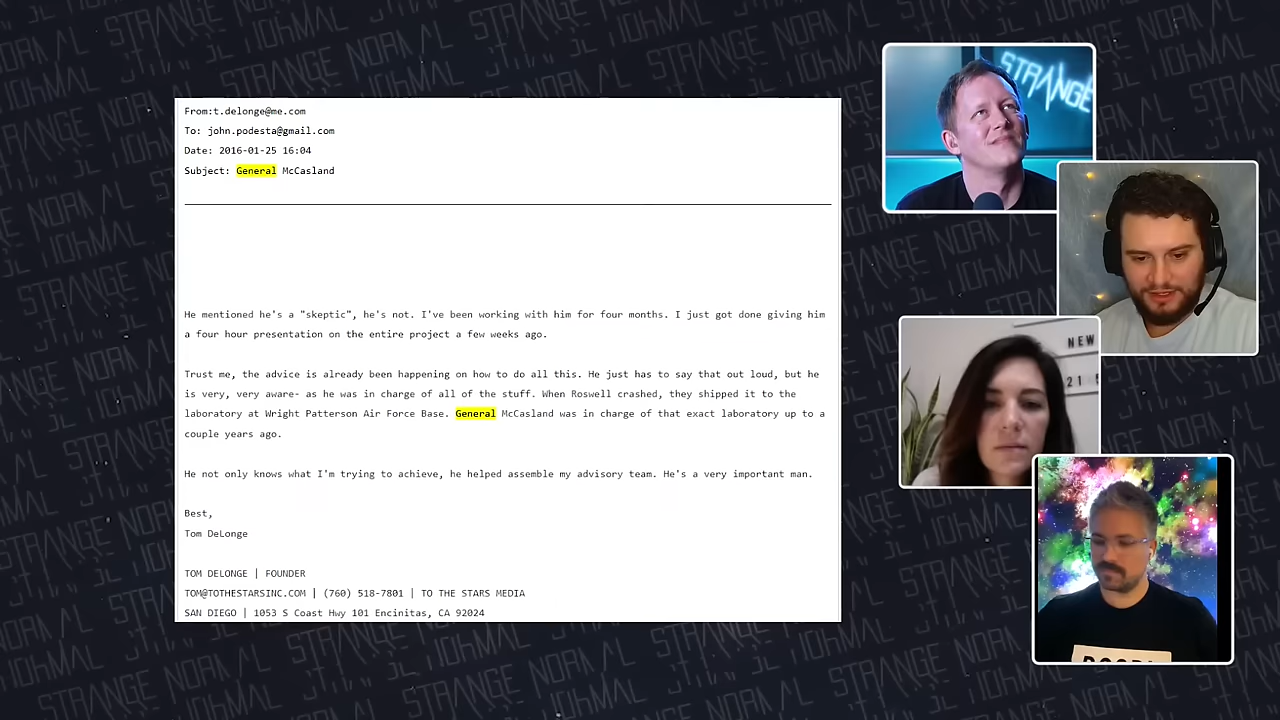 From:t.delonge@me.com
To: john.podesta@gmail.com
Date: 2016-01-25 16:04
Subject: General McCasland
He mentioned he's a "skeptic", he's not. I've been working with him for four months. I just got done giving him
a four hour presentation on the entire project a few weeks ago.
Trust me, the advice is already been happening on how to do all this. He just has to say that out loud, but he
is very, very aware- as he was in charge of all of the stuff. When Roswell crashed, they shipped it to the
laboratory at Wright Patterson Air Force Base. General McCasland was in charge of that exact laboratory up to a
couple years ago.
He not only knows what I'm trying to achieve, he helped assemble my advisory team. He's a very important man.
Best,
Tom DeLonge
TOM DELONGE | FOUNDER
TOM@TOTHESTARSINC.COM | (760) 518-7801 | TO THE STARS MEDIA
SAN DIEGO | 1053 S Coast Hwy 101 Encinitas, CA 92024
STRANGE
NEW
21
STRANGE NORMAL